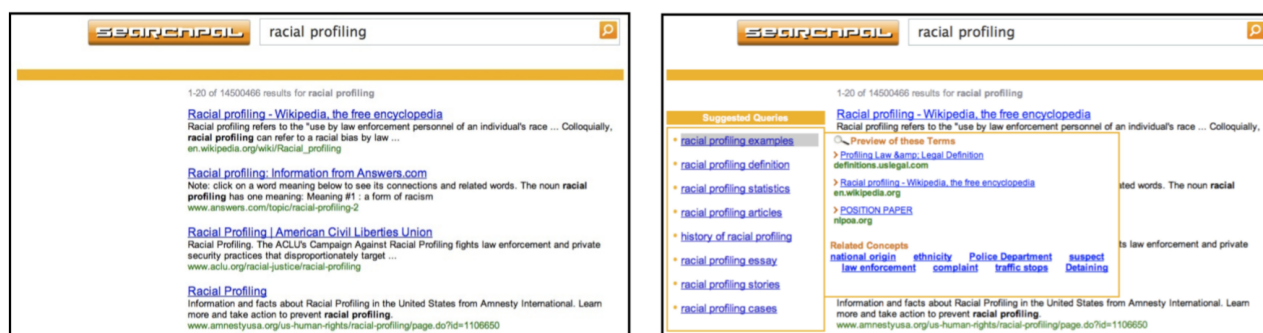 SEARCHPAL
racial profiling
1-20 of 14500466 results for racial profiling
Racial profiling - Wikipedia, the free encyclopedia
Racial profiling refers to the "use by law enforcement personnel of an individual's race ... Colloquially,
racial profiling can refer to a racial bias by law ...
en.wikipedia.org/wiki/Racial_profiling
Racial profiling: Information from Answers.com
Note: click on a word meaning below to see its connections and related words. The noun racial
profiling has one meaning: Meaning #1 : a form of racism
www.answers.com/topic/racial-profiling-2
Racial Profiling | American Civil Liberties Union
Racial Profiling. The ACLU's Campaign Against Racial Profiling fights law enforcement and private
security practices that disproportionately target ...
www.aclu.org/racial-justice/racial-profiling
Racial Profiling
Information and facts about Racial Profiling in the United States from Amnesty International. Learn
more and take action to prevent racial profiling.
www.amnestyusa.org/us-human-rights/racial-profiling/page.do?id=1106650
SEARCHPAL
racial profiling
1-20 of 14500466 results for racial profiling
Suggested Queries
racial profiling examples
racial profiling definition
racial profiling statistics
racial profiling articles
history of racial profiling
racial profiling essay
racial profiling stories
racial profiling cases
Racial profiling - Wikipedia, the free encyclopedia
Racial profiling refers to the "use by law enforcement personnel of an individual's race ... Colloquially,
Preview of these Terms
> Profiling Law &amp; Legal Definition
definitions.uslegal.com
> Racial profiling - Wikipedia, the free encyclopedia
en.wikipedia.org
> POSITION PAPER
nlpoa.org
Related Concepts
national origin ethnicity Police Department suspect
law enforcement complaint traffic stops Detaining
ated words. The noun racial
ts law enforcement and private
Information and facts about Racial Profiling in the United States from Amnesty International. Learn
more and take action to prevent racial profiling.
www.amnestyusa.org/us-human-rights/racial-profiling/page.do?id=1106650